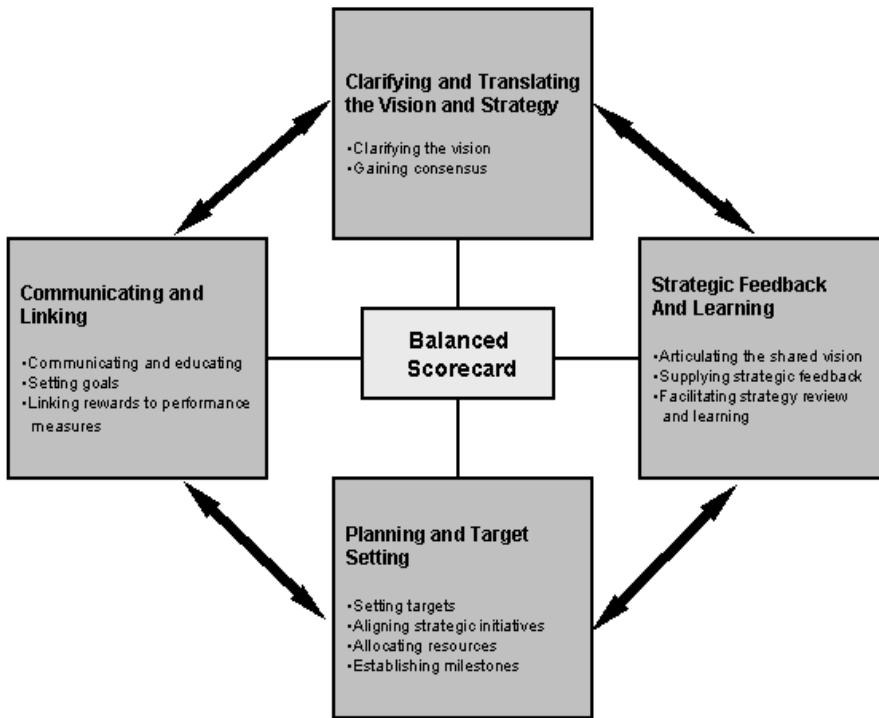 Clarifying and Translating
the Vision and Strategy
•Clarifying the vision
•Gaining consensus
Communicating and
Linking
•Communicating and educating
•Setting goals
•Linking rewards to performance
measures
Balanced
Scorecard
Strategic Feedback
And Learning
•Articulating the shared vision
•Supplying strategic feedback
•Facilitating strategy review
and learning
Planning and Target
Setting
•Setting targets
•Aligning strategic initiatives
•Allocating resources
•Establishing milestones